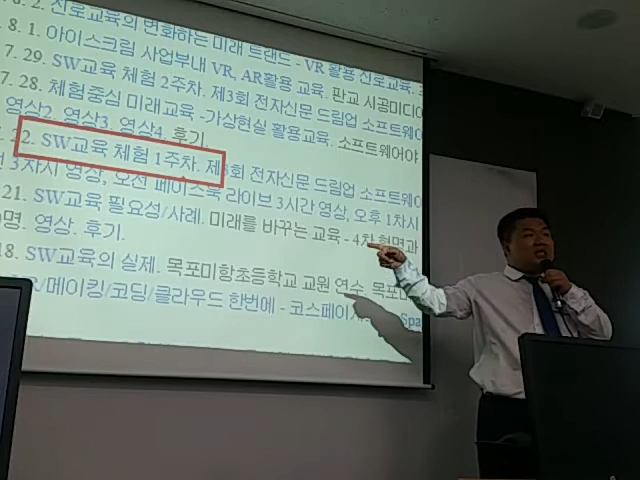 진로교육의 변화하는 미래 트렌드 - VR 활용 진로교육.
8. 1. 아이스크림 사업부내 VR, AR활용 교육. 판교 시공미디어
7. 29. SW교육 체험 2주차. 제3회 전자신문 드림업 소프트웨어
7. 28. 체험중심 미래교육 -가상현실 활용교육. 소프트웨어야
영상2. 영상3. 영상4. 후기.
22. SW교육 체험 1주차. 제3회 전자신문 드림업 소프트웨어
3차시 영상, 오전 페이스북 라이브 3시간 영상, 오후 1차시
21. SW교육 필요성/사례. 미래를 바꾸는 교육 - 4차
영상. 후기.
18. SW교육의 실제. 목포미항초등학교 교원 연수. 목포
/메이킹/코딩/클라우드 한번에 - 코스페이 Spa